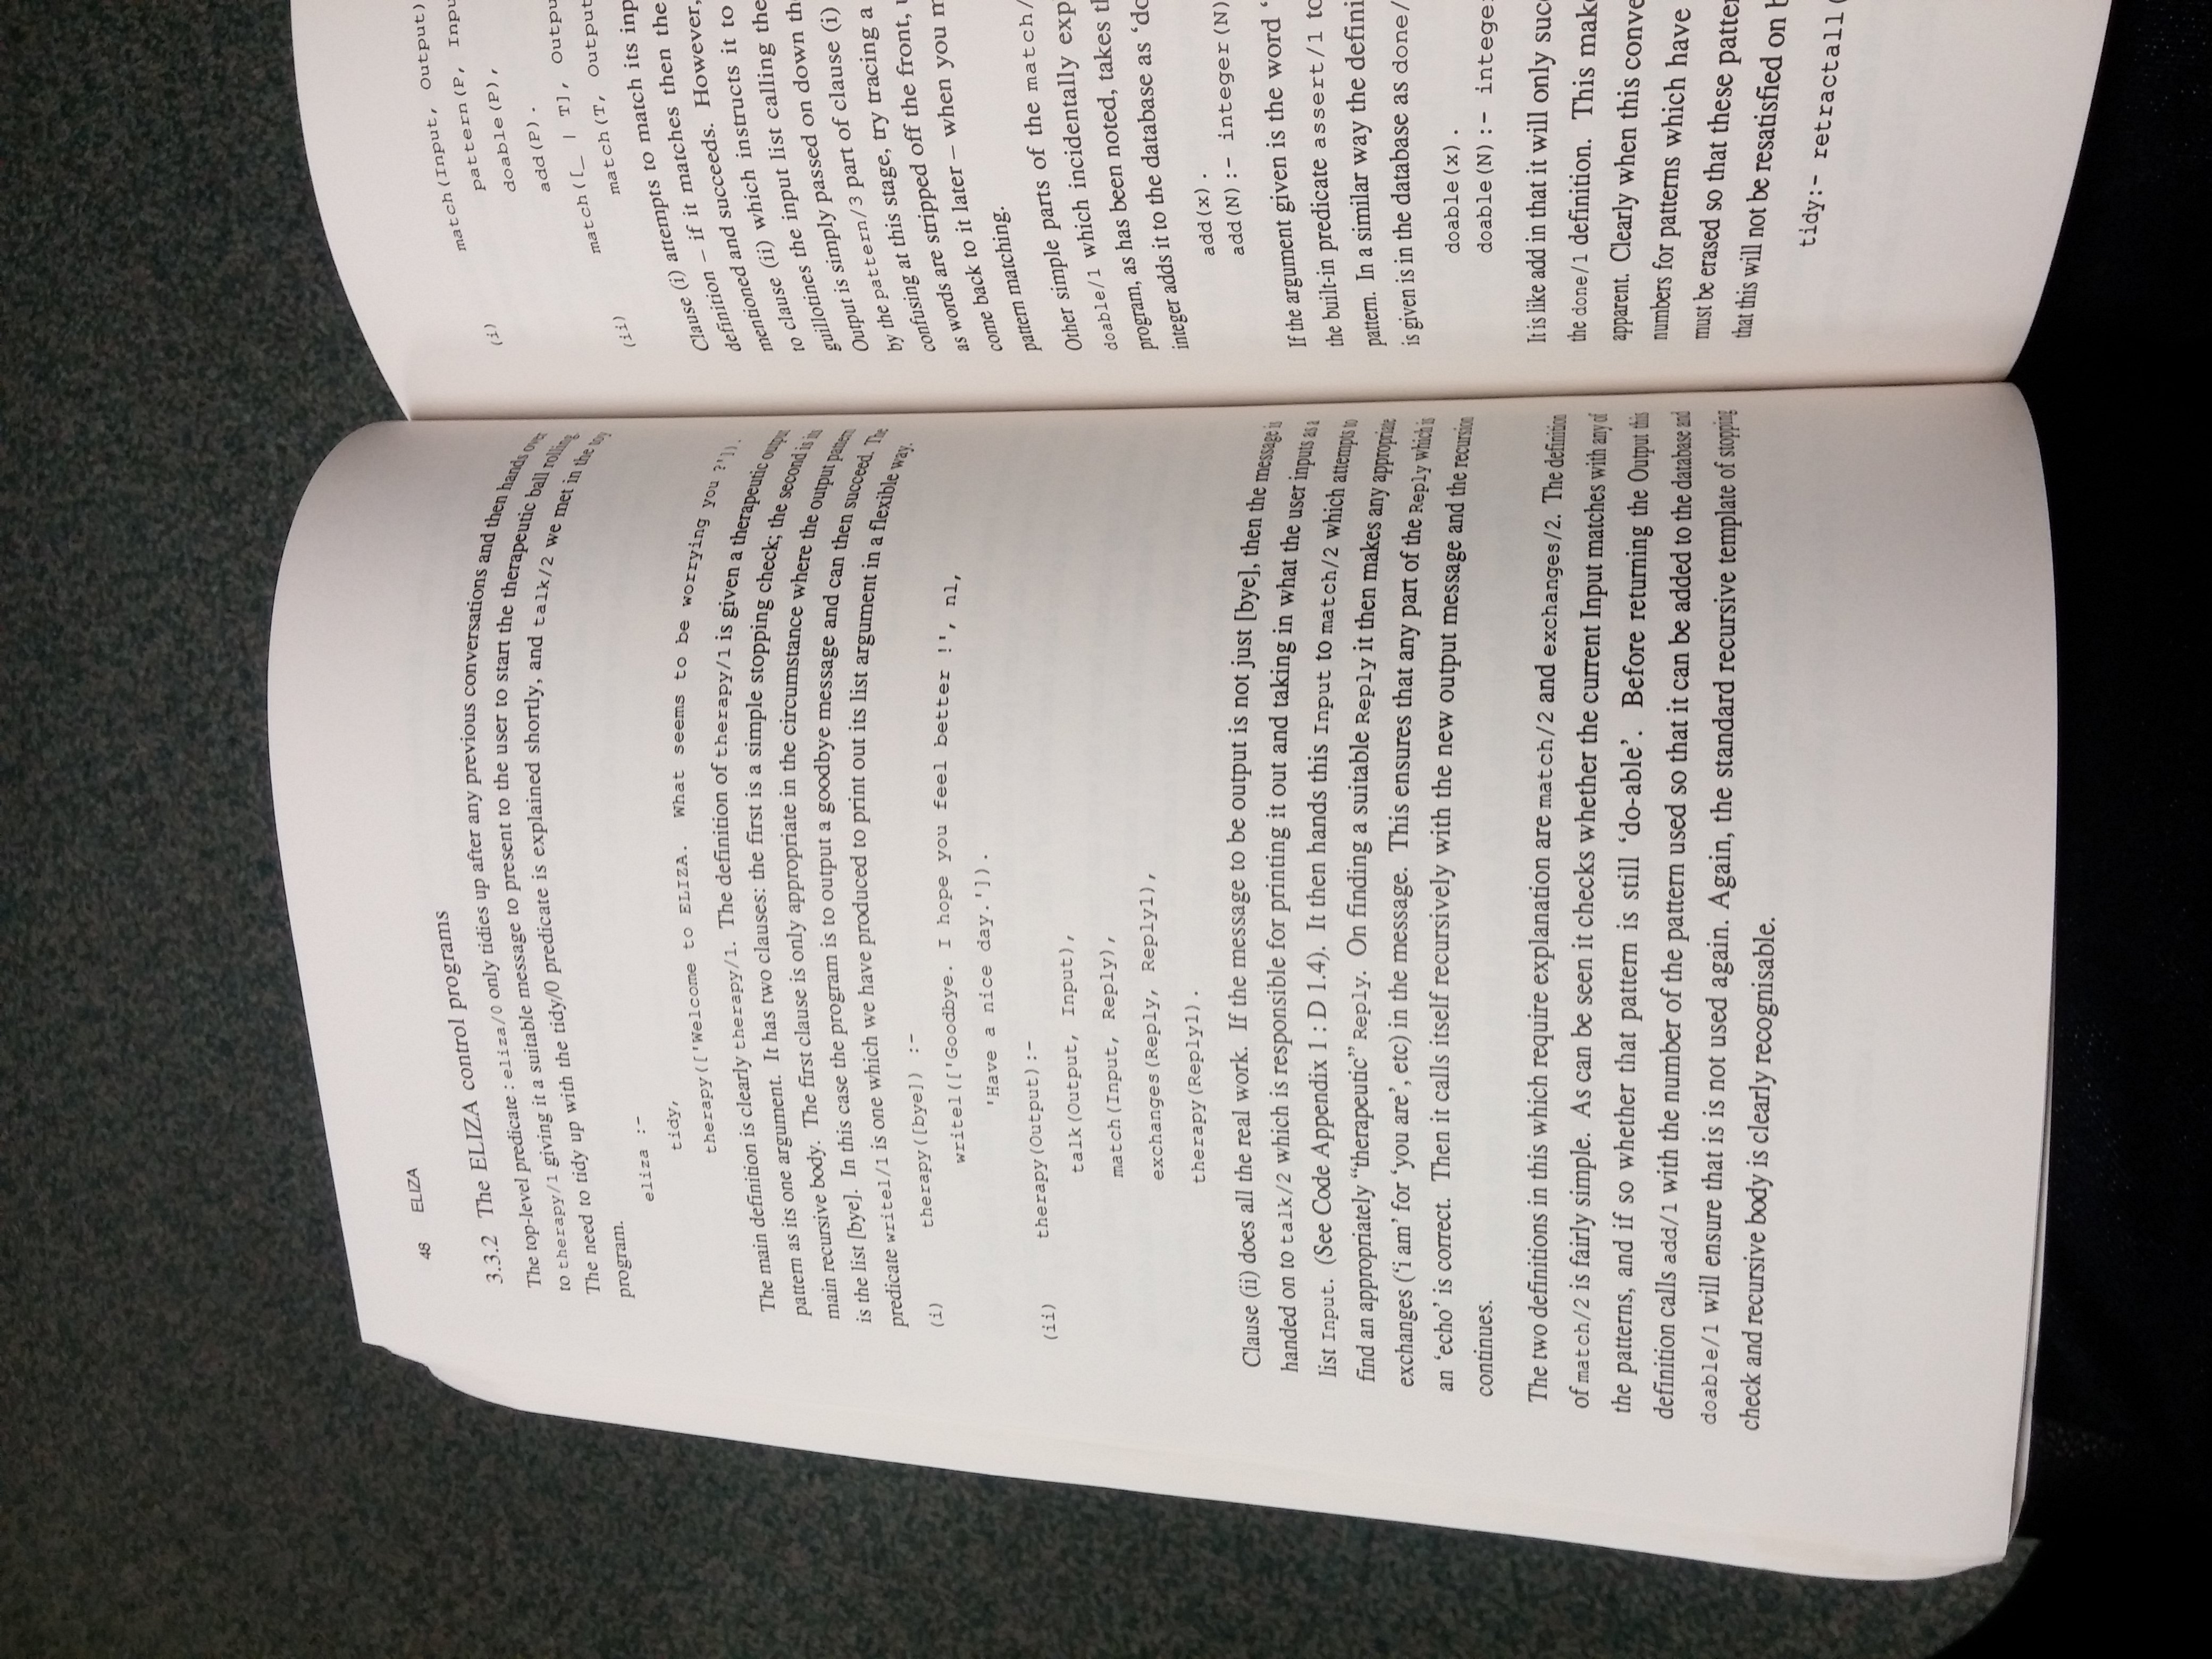 48 ELIZA
3.3.2 The ELIZA control programs
The top-level predicate : eliza/0 only tidies up after any previous conversations and then hands over
to therapy/1 giving it a suitable message to present to the user to start the therapeutic ball rolling.
The need to tidy up with the tidy/0 predicate is explained shortly, and talk/2 we met in the toy
program.
eliza :-
tidy,
therapy(['Welcome to ELIZA. What seems to be worrying you ?']).
The main definition is clearly therapy/1. The definition of therapy/1 is given a therapeutic output
pattern as its one argument. It has two clauses: the first is a simple stopping check; the second is its
main recursive body. The first clause is only appropriate in the circumstance where the output pattern
is the list [bye]. In this case the program is to output a goodbye message and can then succeed. The
predicate writel/1 is one which we have produced to print out its list argument in a flexible way.
(i) therapy([bye]) :-
writel(['Goodbye. I hope you feel better !', nl,
'Have a nice day.']).
(ii) therapy(Output):-
talk(Output, Input),
match(Input, Reply),
exchanges(Reply, Reply1),
therapy(Reply1).
Clause (ii) does all the real work. If the message to be output is not just [bye], then the message is
handed on to talk/2 which is responsible for printing it out and taking in what the user inputs as a
list Input. (See Code Appendix 1 : D 1.4). It then hands this Input to match/2 which attempts to
find an appropriately “therapeutic” Reply. On finding a suitable Reply it then makes any appropriate
exchanges (‘i am’ for ‘you are’, etc) in the message. This ensures that any part of the Reply which is
an ‘echo’ is correct. Then it calls itself recursively with the new output message and the recursion
continues.
The two definitions in this which require explanation are match/2 and exchanges/2. The definition
of match/2 is fairly simple. As can be seen it checks whether the current Input matches with any of
the patterns, and if so whether that pattern is still ‘do-able’. Before returning the Output this
definition calls add/1 with the number of the pattern used so that it can be added to the database and
doable/1 will ensure that is is not used again. Again, the standard recursive template of stopping
check and recursive body is clearly recognisable.
match(Input, Output)
(i) pattern(P, Inpu
doable(P),
add(P).
(ii) match([_ | T], Outpu
match(T, Output
Clause (i) attempts to match its inp
definition – if it matches then the
mentioned and succeeds. However,
to clause (ii) which instructs it to
guillotines the input list calling the
Output is simply passed on down th
by the pattern/3 part of clause (i)
confusing at this stage, try tracing a
as words are stripped off the front, u
come back to it later – when you m
pattern matching.
Other simple parts of the match/
doable/1 which incidentally exp
program, as has been noted, takes th
integer adds it to the database as ‘do
add(x).
add(N):- integer(N)
If the argument given is the word ‘
the built-in predicate assert/1 to
pattern. In a similar way the defini
is given is in the database as done/
doable(x).
doable(N):- intege
It is like add in that it will only suc
the done/1 definition. This mak
apparent. Clearly when this conve
numbers for patterns which have
must be erased so that these patter
that this will not be resatisfied on b
tidy:- retractall(